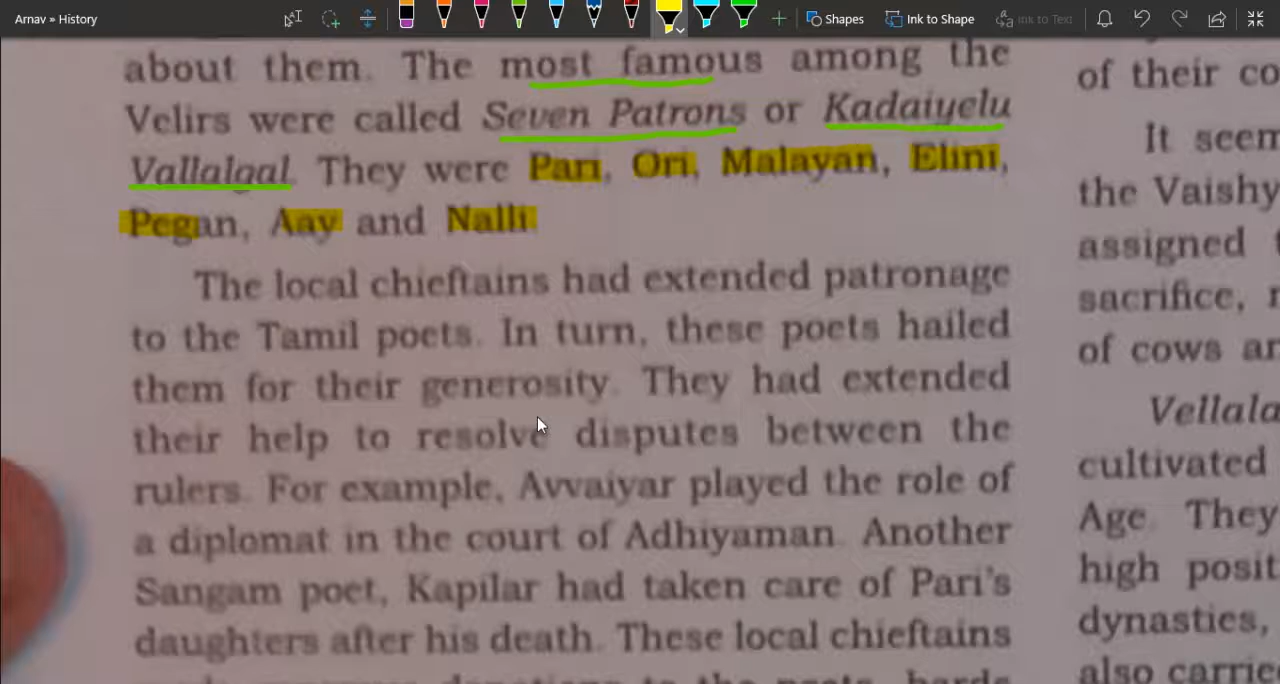 Arnav » History
Shapes
Ink to Shape
Ink to Text
about them. The most famous among the
Velirs were called Seven Patrons or Kadaiyelu
Vallalgal. They were Pari, Ori, Malayan, Elini,
Pegan, Aay and Nalli.
The local chieftains had extended patronage
to the Tamil poets. In turn, these poets hailed
them for their generosity. They had extended
their help to resolve disputes between the
rulers. For example, Avvaiyar played the role of
a diplomat in the court of Adhiyaman. Another
Sangam poet, Kapilar had taken care of Pari's
daughters after his death. These local chieftains
donations to the poets, bards
of their co
It seem
the Vaishy
assigned
sacrifice,
of cows ar
Vellala
cultivated
Age. They
high posit
dynasties,
also carrie